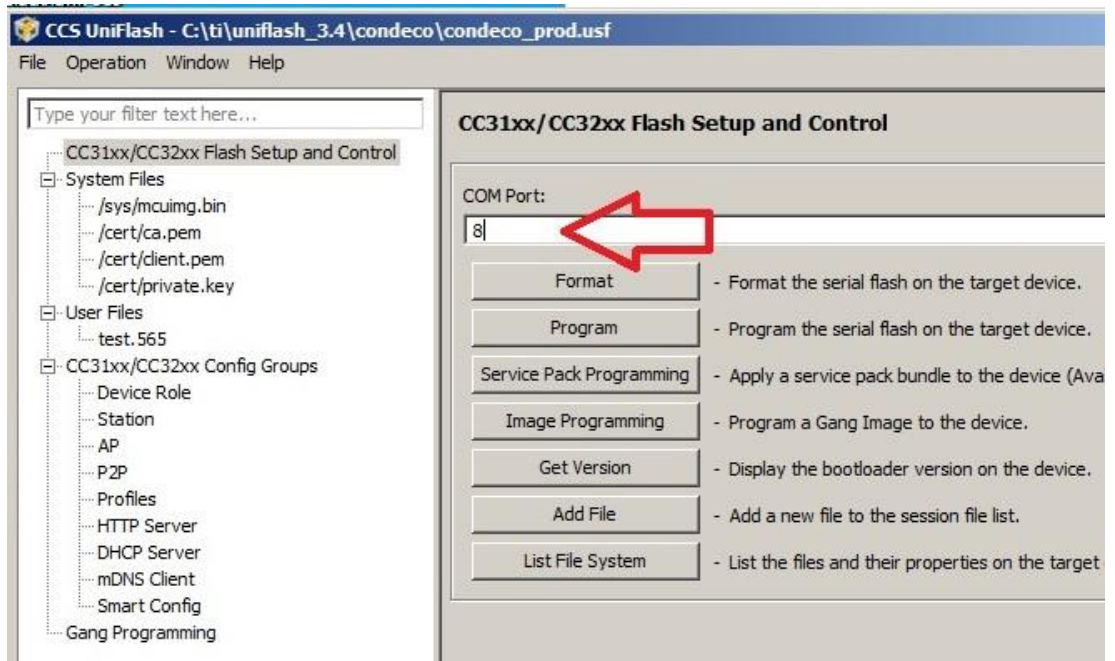 CCS UniFlash - C:\ti\uniflash_3.4\condeco\condeco_prod.usf
File Operation Window Help
Type your filter text here...
CC31xx/CC32xx Flash Setup and Control
System Files
/sys/mcuimg.bin
/cert/ca.pem
/cert/client.pem
/cert/private.key
User Files
test.565
CC31xx/CC32xx Config Groups
Device Role
Station
AP
P2P
Profiles
HTTP Server
DHCP Server
mDNS Client
Smart Config
Gang Programming
CC31xx/CC32xx Flash Setup and Control
COM Port:
8
Format - Format the serial flash on the target device.
Program - Program the serial flash on the target device.
Service Pack Programming - Apply a service pack bundle to the device (Ava
Image Programming - Program a Gang Image to the device.
Get Version - Display the bootloader version on the device.
Add File - Add a new file to the session file list.
List File System - List the files and their properties on the target